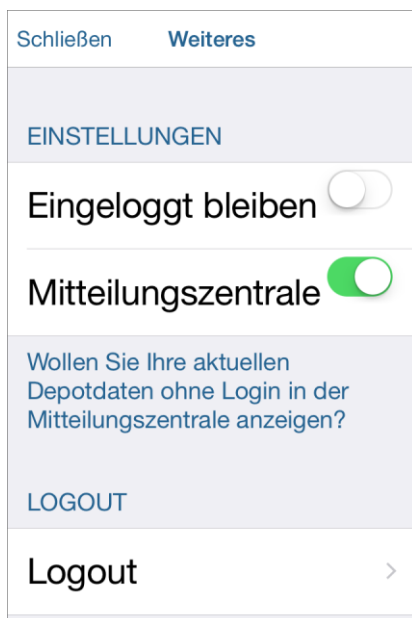 Schließen Weiteres
EINSTELLUNGEN
Eingeloggt bleiben
Mitteilungszentrale
Wollen Sie Ihre aktuellen
Depotdaten ohne Login in der
Mitteilungszentrale anzeigen?
LOGOUT
Logout